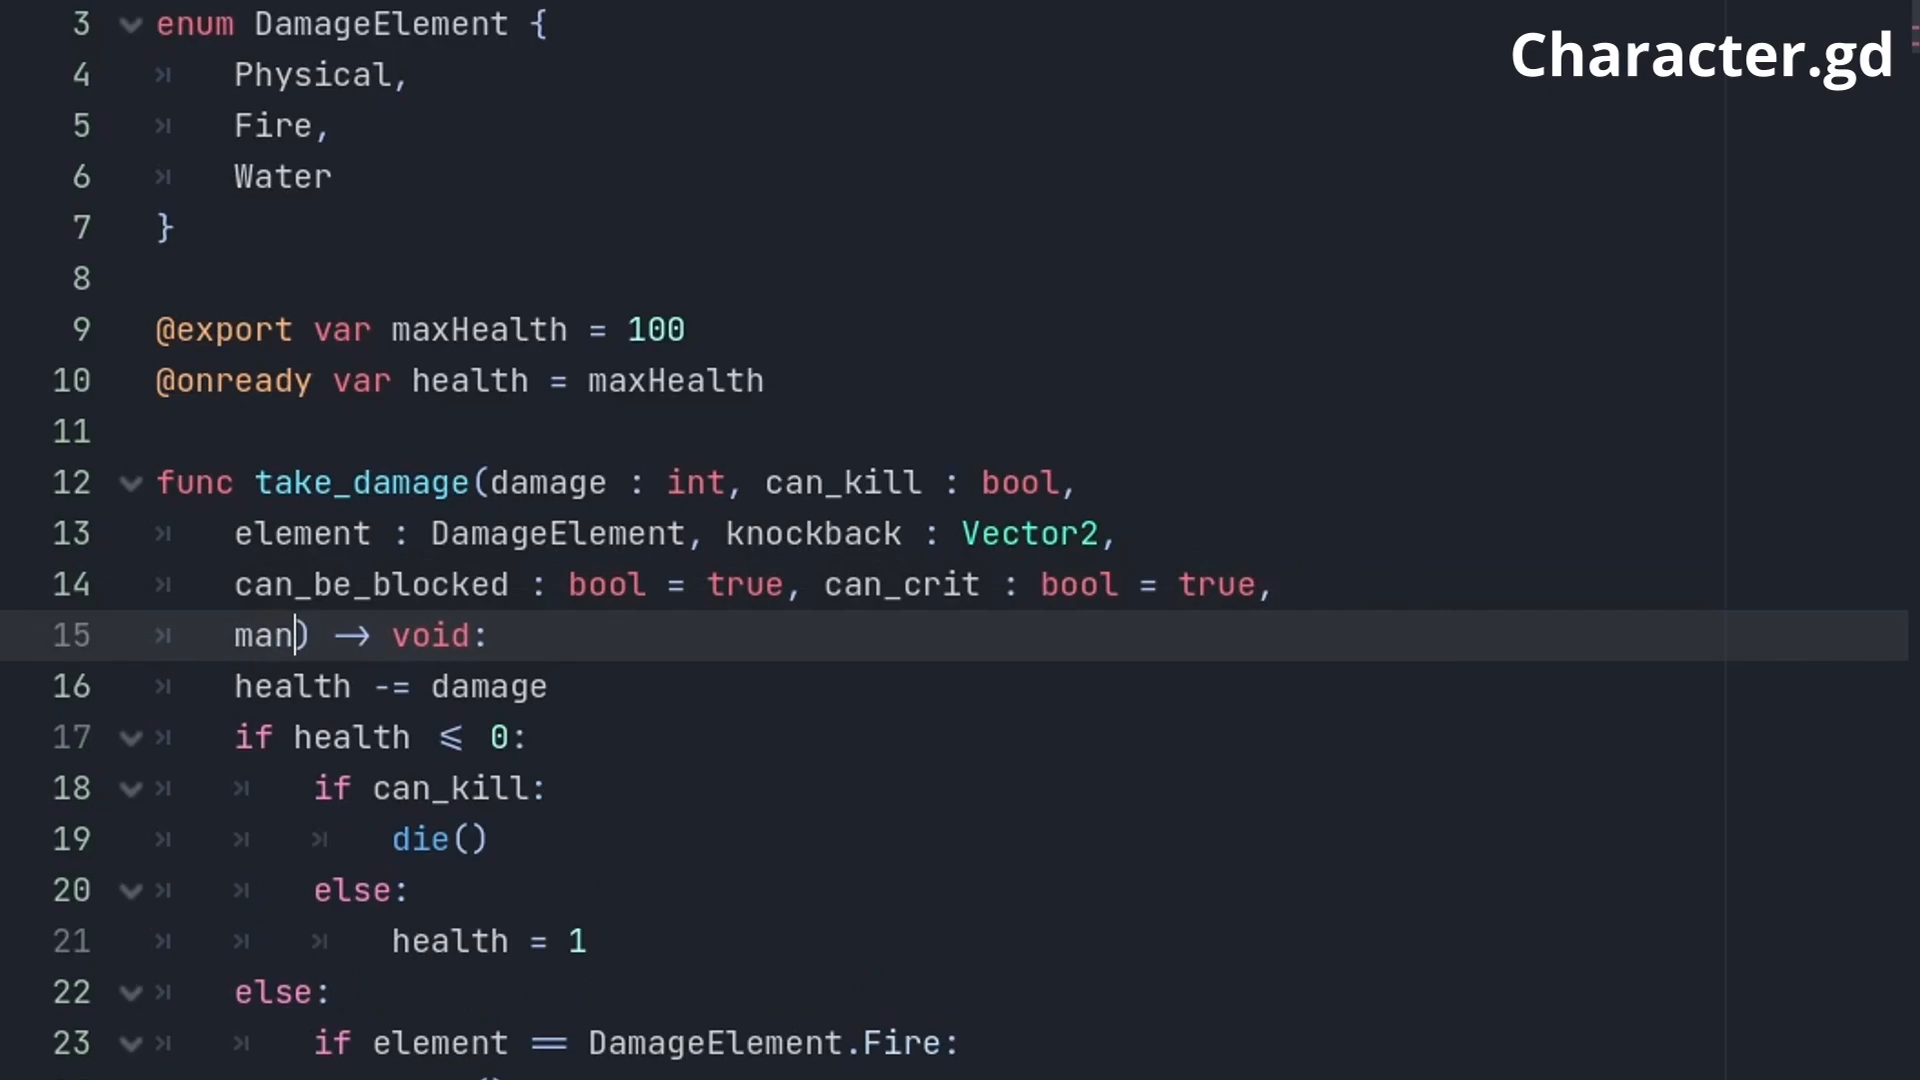 Character.gd
3 enum DamageElement {
4 Physical,
5 Fire,
6 Water
7 }
8
9 @export var maxHealth = 100
10 @onready var health = maxHealth
11
12 func take_damage(damage : int, can_kill : bool,
13 element : DamageElement, knockback : Vector2,
14 can_be_blocked : bool = true, can_crit : bool = true,
15 man) -> void:
16 health -= damage
17 if health <= 0:
18 if can_kill:
19 die()
20 else:
21 health = 1
22 else:
23 if element == DamageElement.Fire: